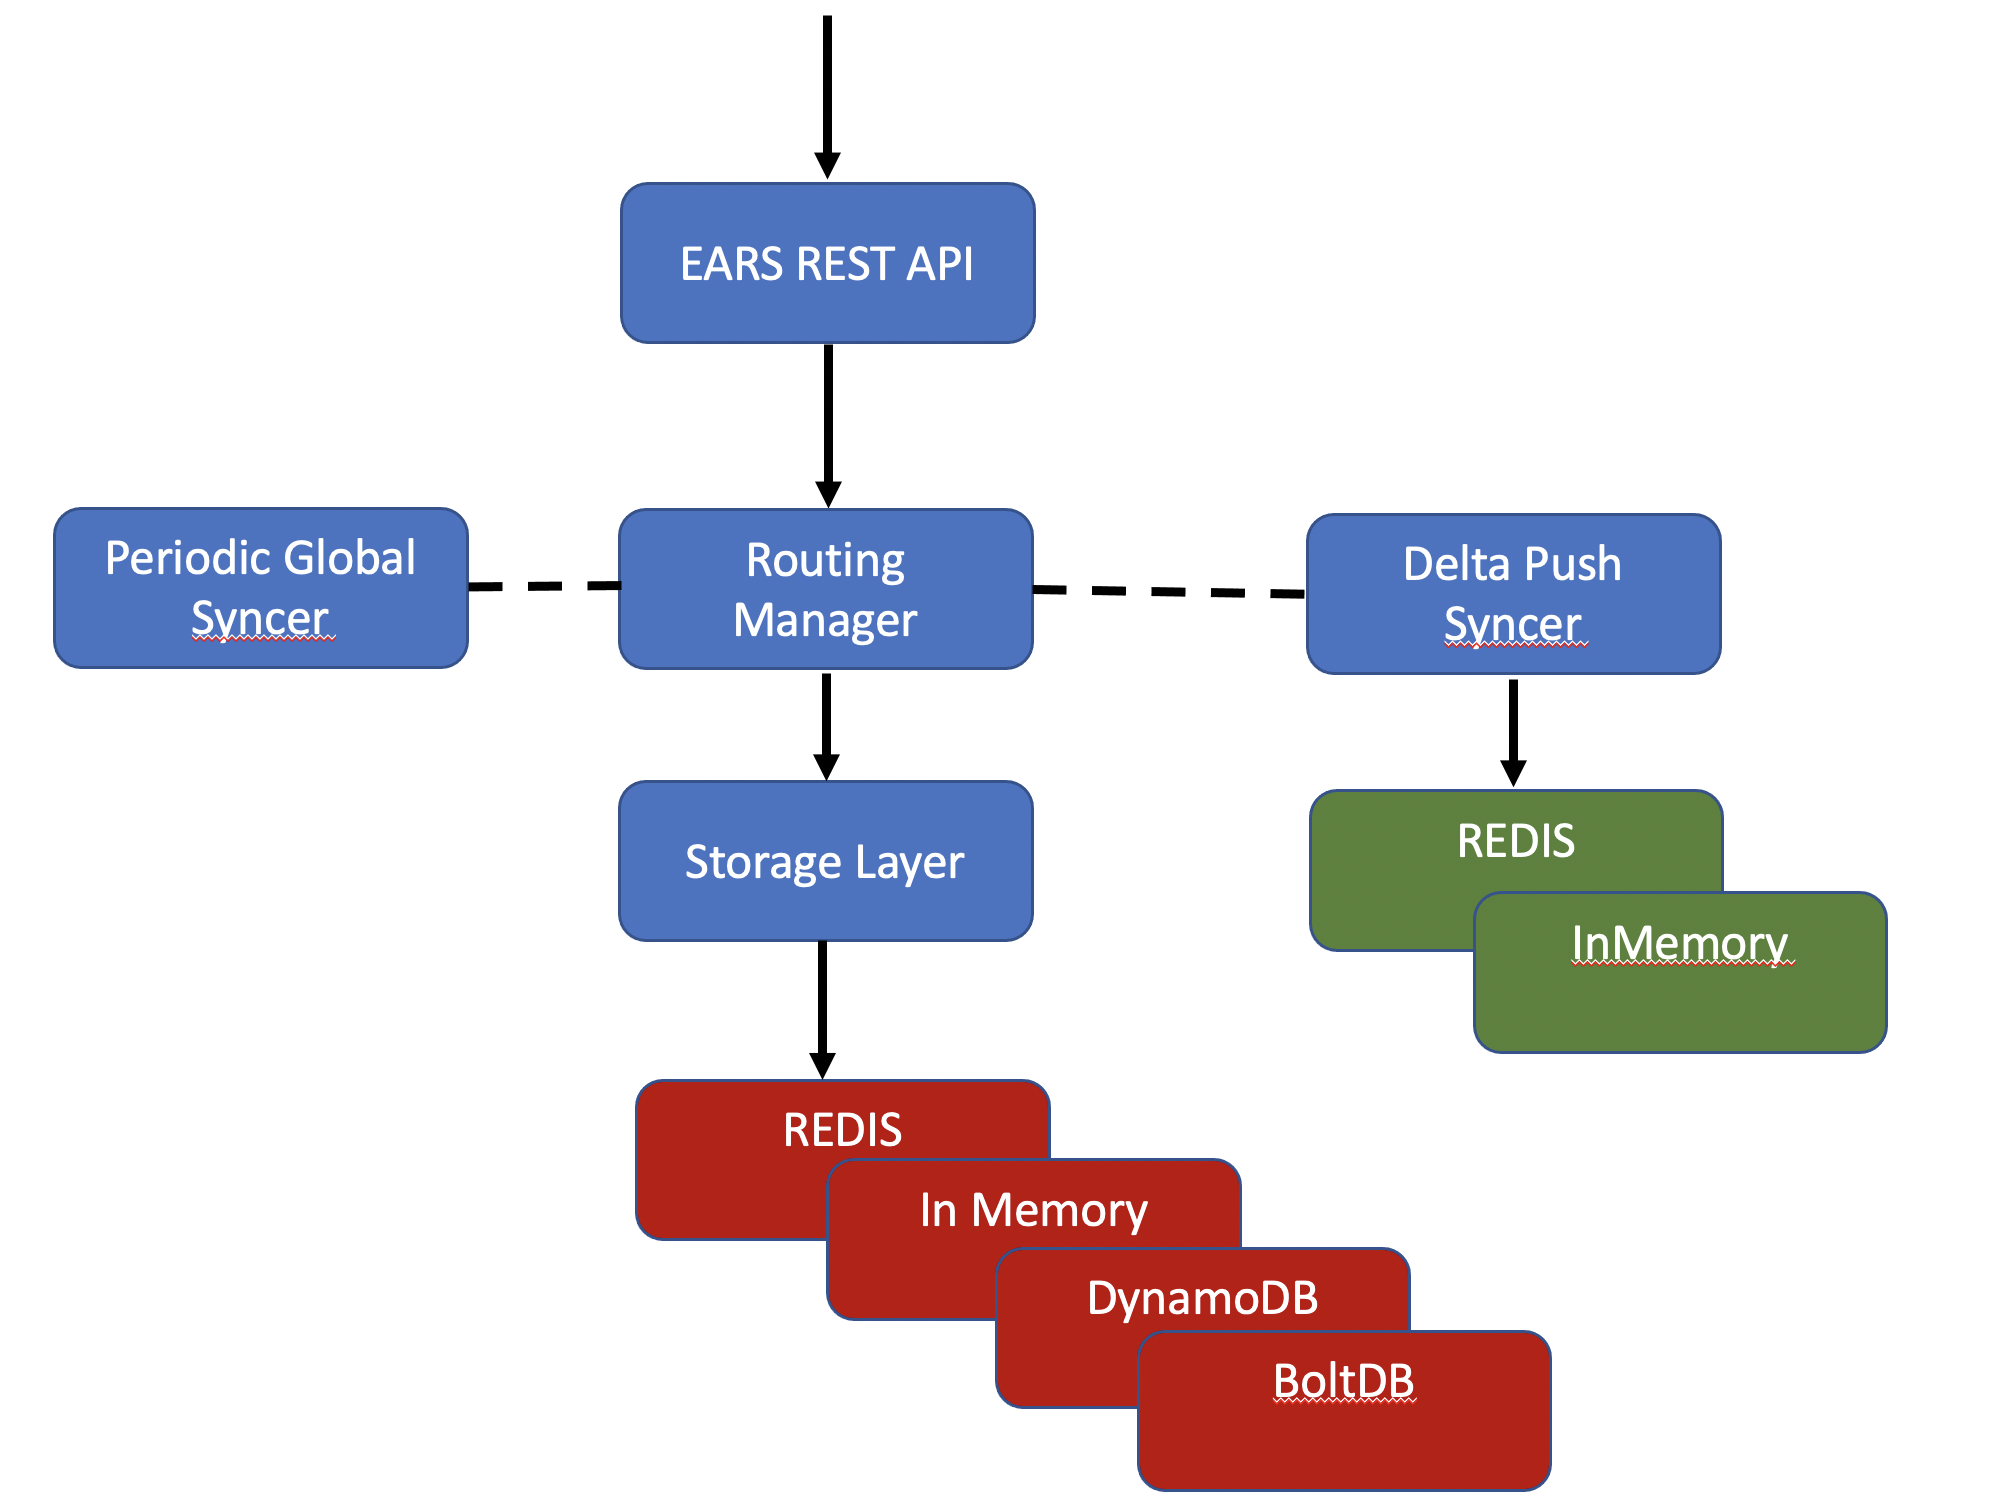 EARS REST API
Periodic Global
Syncer
Routing
Manager
Delta Push
Syncer
Storage Layer
REDIS
InMemory
REDIS
In Memory
DynamoDB
BoltDB